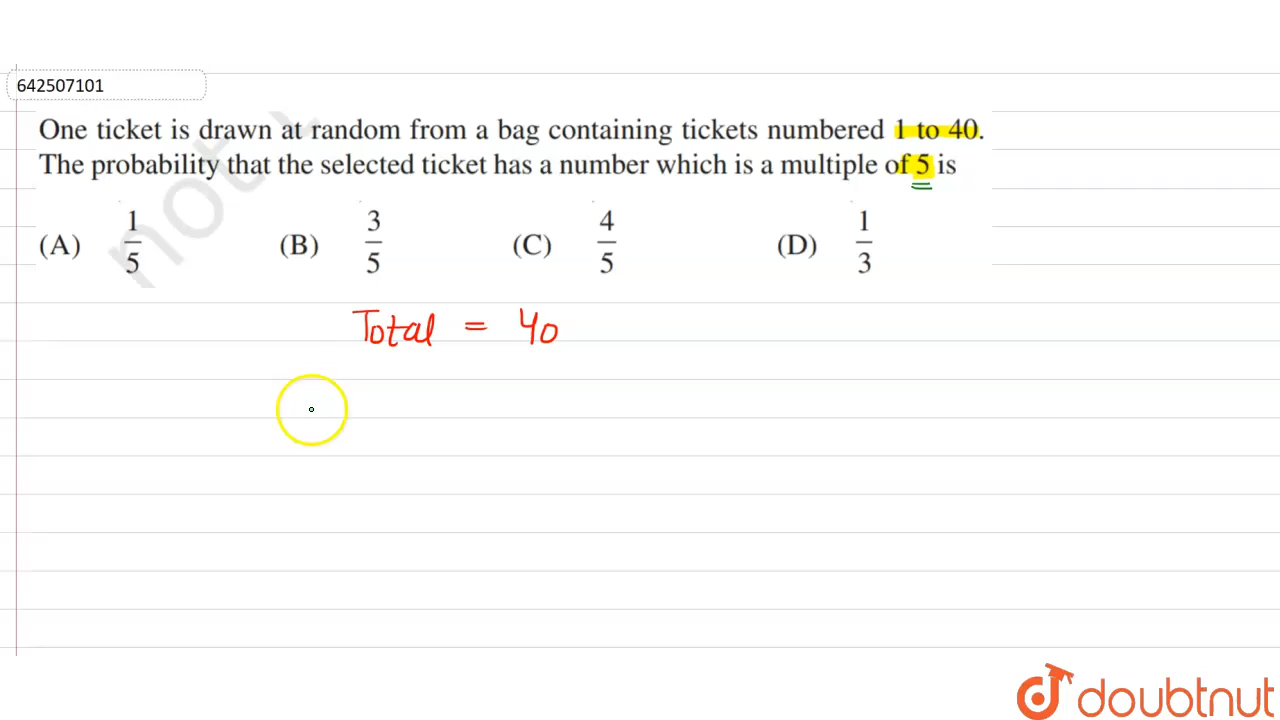 642507101
One ticket is drawn at random from a bag containing tickets numbered 1 to 40.
The probability that the selected ticket has a number which is a multiple of 5 is
(A) 1/5 (B) 3/5 (C) 4/5 (D) 1/3
Total = 40
not t
doubtnut